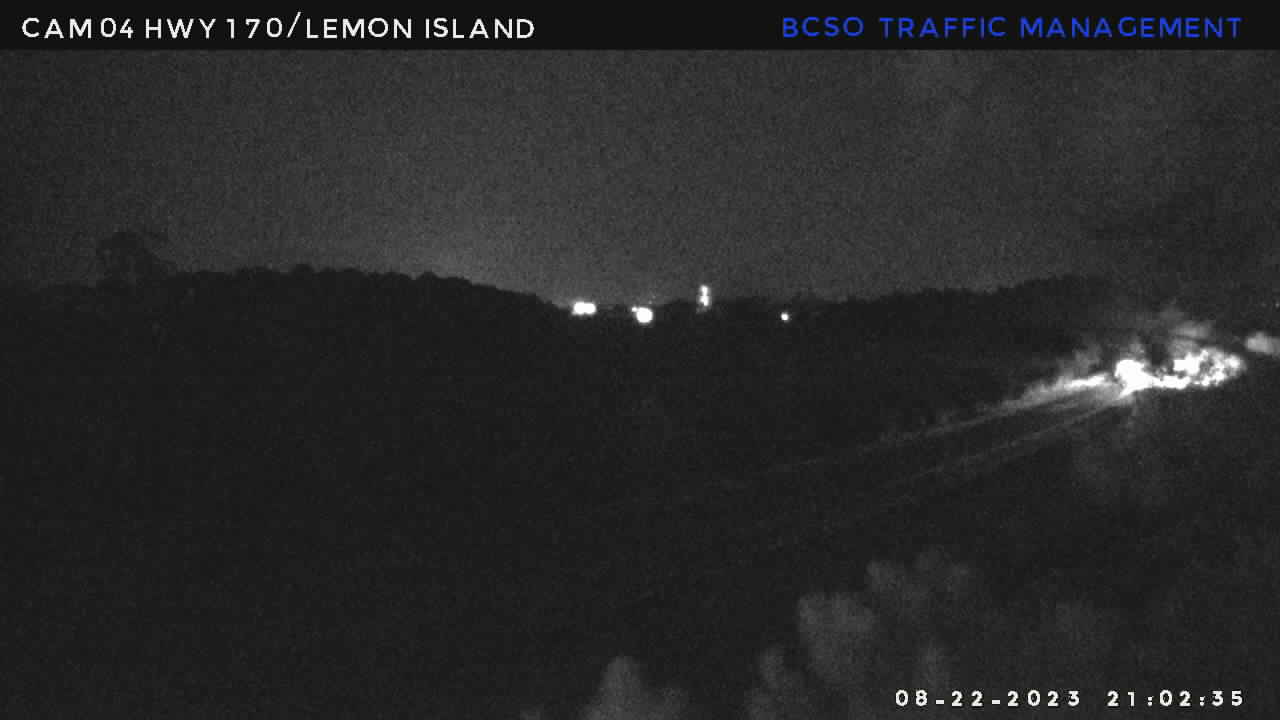 CAM04 HWY 170/LEMON ISLAND
BCSO TRAFFIC MANAGEMENT
08-22-2023 21:02:35